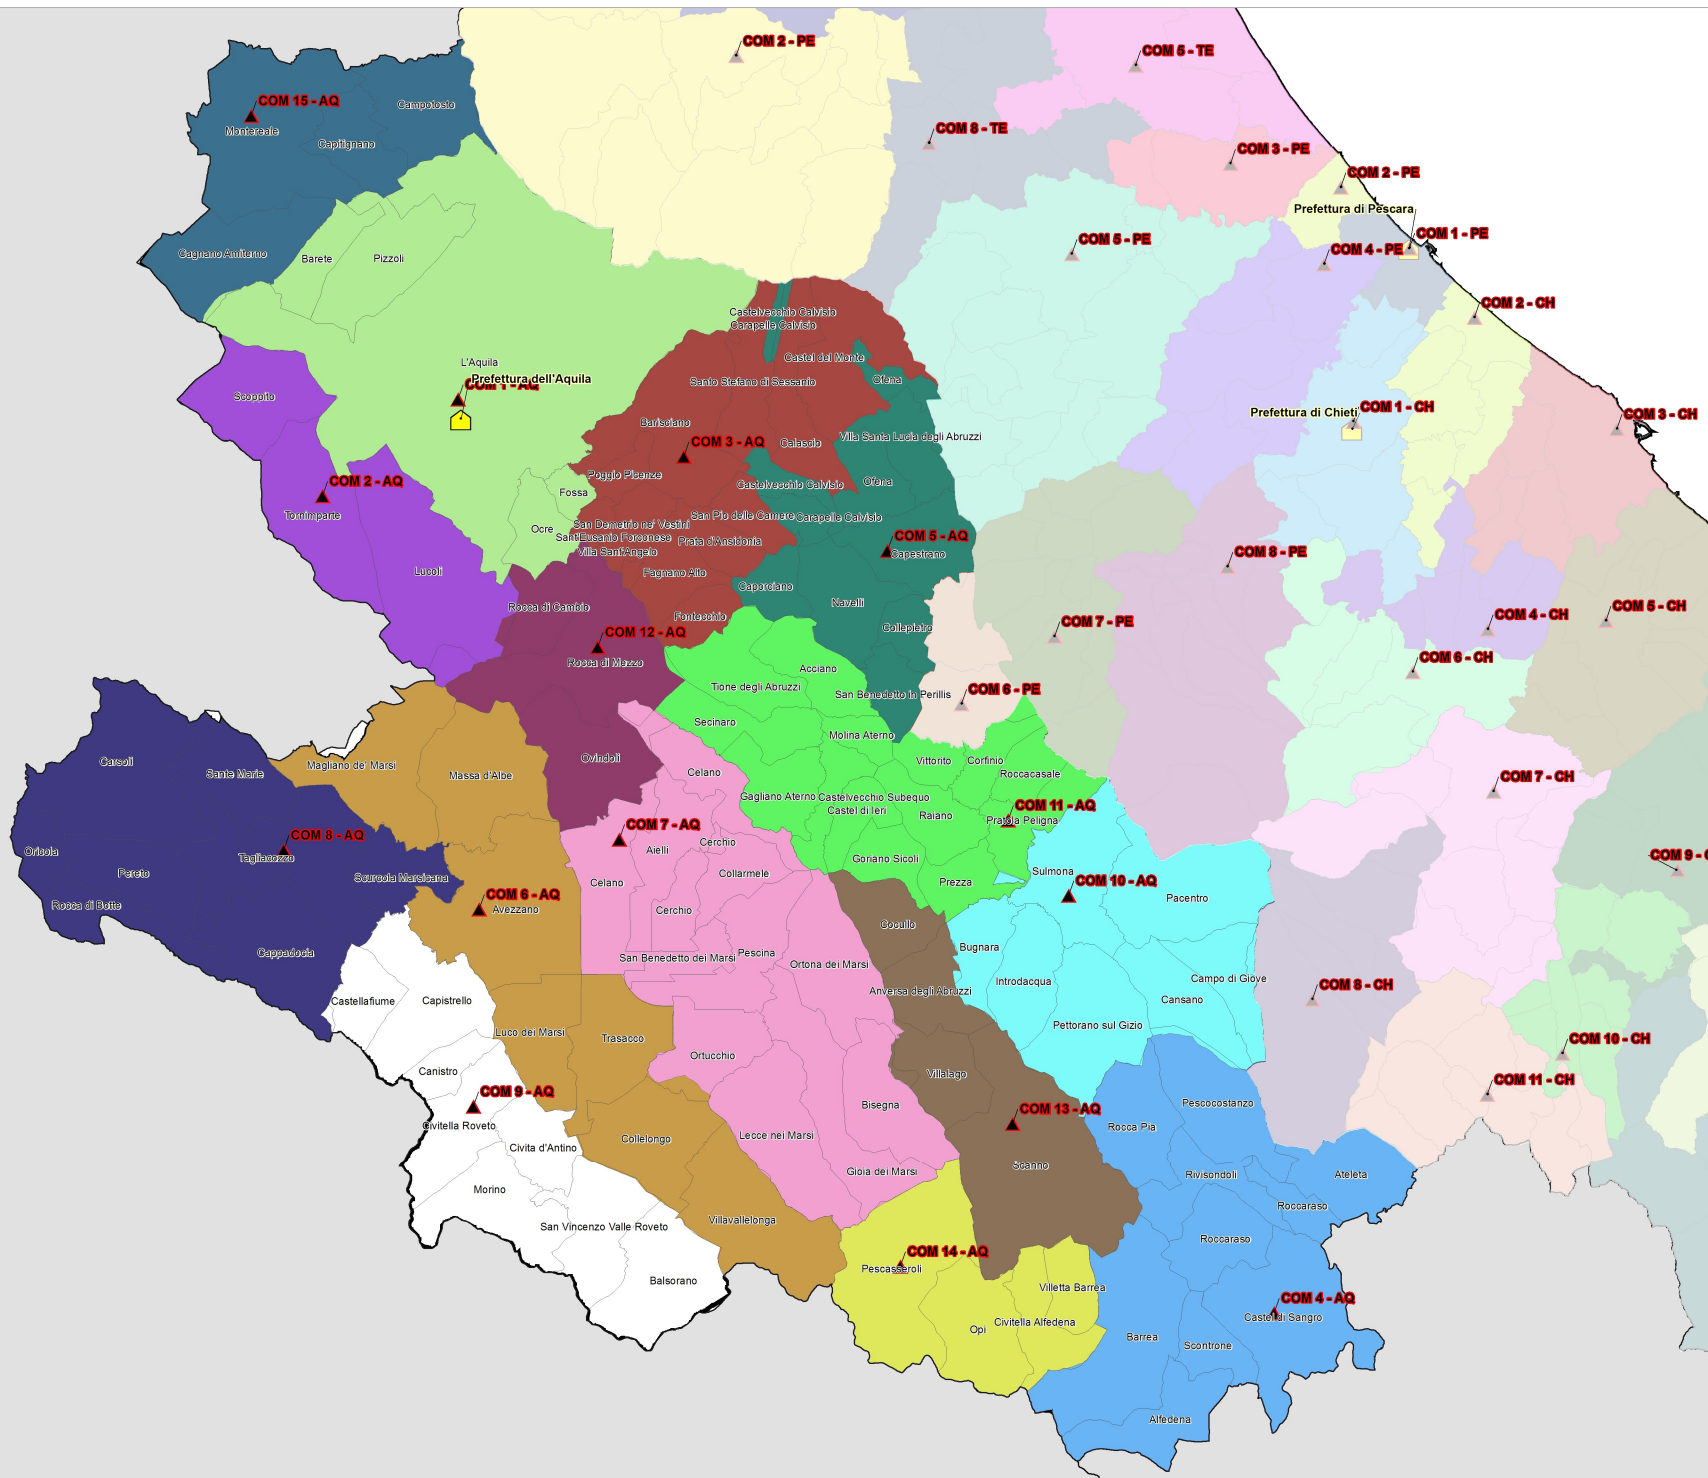 COM 2 - PE
COM 5 - TE
COM 15 - AQ
Campotosto
Montereale
Capitignano
COM 8 - TE
COM 3 - PE
COM 2 - PE
Prefettura di Pescara
COM 1 - PE
COM 5 - PE
COM 4 - PE
Cagnano Amiterno
Barete
Pizzoli
COM 2 - CH
Castelvecchio Calvisio
Carapelle Calvisio
Castel del Monte
L'Aquila
Prefettura dell'Aquila
COM 1 - AQ
Santo Stefano di Sessanio
Ofena
Scoppito
Prefettura di Chieti
COM 1 - CH
COM 3 - CH
Barisciano
COM 3 - AQ
Calascio
Villa Santa Lucia degli Abruzzi
Poggio Picenze
COM 2 - AQ
Castelvecchio Calvisio
Ofena
Fossa
Tornimparte
San Pio delle Camere
Carapelle Calvisio
Ocre
San Demetrio ne' Vestini
Sant'Eusanio Forconese
Prata d'Ansidonia
COM 5 - AQ
Villa Sant'Angelo
Capestrano
COM 8 - PE
Lucoli
Fagnano Alto
Caporciano
Rocca di Cambio
Navelli
Fontecchio
Collepietro
COM 7 - PE
COM 4 - CH
COM 5 - CH
COM 12 - AQ
Rocca di Mezzo
Acciano
COM 6 - CH
Tione degli Abruzzi
San Benedetto in Perillis
COM 6 - PE
Secinaro
Molina Aterno
Carsoli
Sante Marie
Magliano de' Marsi
Massa d'Albe
Ovindoli
Celano
Vittorito
Corfinio
Roccacasale
COM 7 - CH
Gagliano Aterno
Castelvecchio Subequo
Castel di Ieri
Raiano
COM 11 - AQ
Pratola Peligna
COM 7 - AQ
COM 8 - AQ
Oricola
Tagliacozzo
Aielli
Cerchio
Goriano Sicoli
COM 9 - C
Pereto
Scurcola Marsicana
Collarmele
Celano
Prezza
Sulmona
COM 10 - AQ
COM 6 - AQ
Avezzano
Pacentro
Rocca di Botte
Cerchio
Cocullo
Cappadocia
San Benedetto dei Marsi
Pescina
Ortona dei Marsi
Bugnara
Castellafiume
Capistrello
Anversa degli Abruzzi
Introdacqua
Campo di Giove
Cansano
COM 8 - CH
Luco dei Marsi
Trasacco
Pettorano sul Gizio
COM 10 - CH
Ortucchio
Canistro
Villalago
COM 11 - CH
COM 9 - AQ
Bisegna
COM 13 - AQ
Pescocostanzo
Civitella Roveto
Civita d'Antino
Collelongo
Lecce nei Marsi
Rocca Pia
Gioia dei Marsi
Scanno
Rivisondoli
Ateleta
Morino
Roccaraso
San Vincenzo Valle Roveto
Villavallelonga
Roccaraso
COM 14 - AQ
Pescasseroli
Balsorano
Villetta Barrea
COM 4 - AQ
Castel di Sangro
Opi
Civitella Alfedena
Barrea
Scontrone
Alfedena